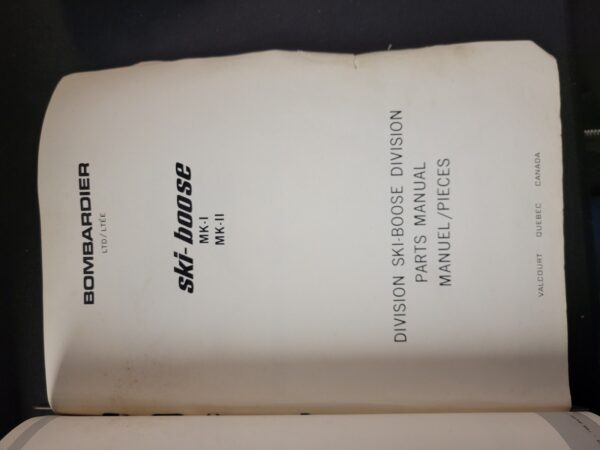 BOMBARDIER
LTD/LTÉE
ski-boose
MK-I
MK-II
DIVISION SKI-BOOSE DIVISION
PARTS MANUAL
MANUEL/PIECES
VALCOURT QUEBEC CANADA